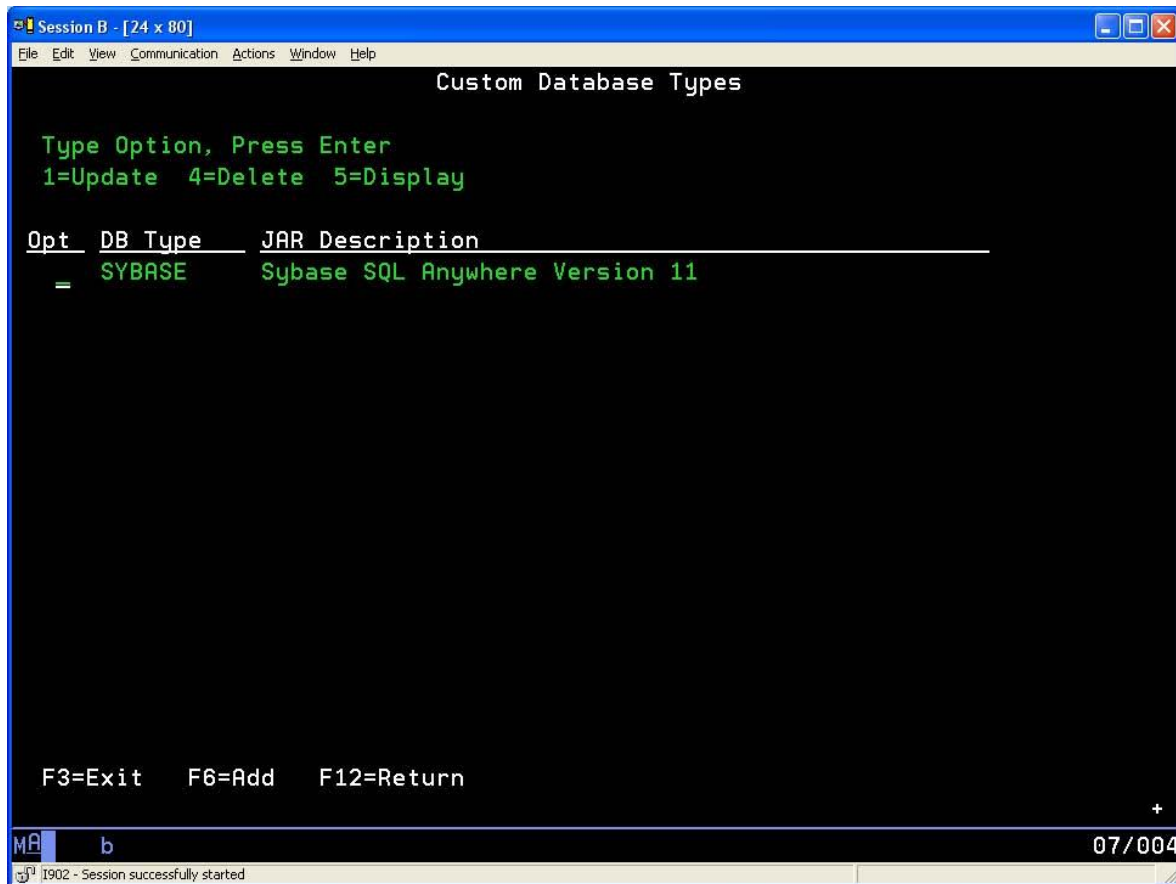 Session B - [24 x 80]
File Edit View Communication Actions Window Help
Custom Database Types
Type Option, Press Enter
1=Update 4=Delete 5=Display
Opt DB Type JAR Description
_ SYBASE Sybase SQL Anywhere Version 11
F3=Exit F6=Add F12=Return
+
MA b 07/004
I902 - Session successfully started